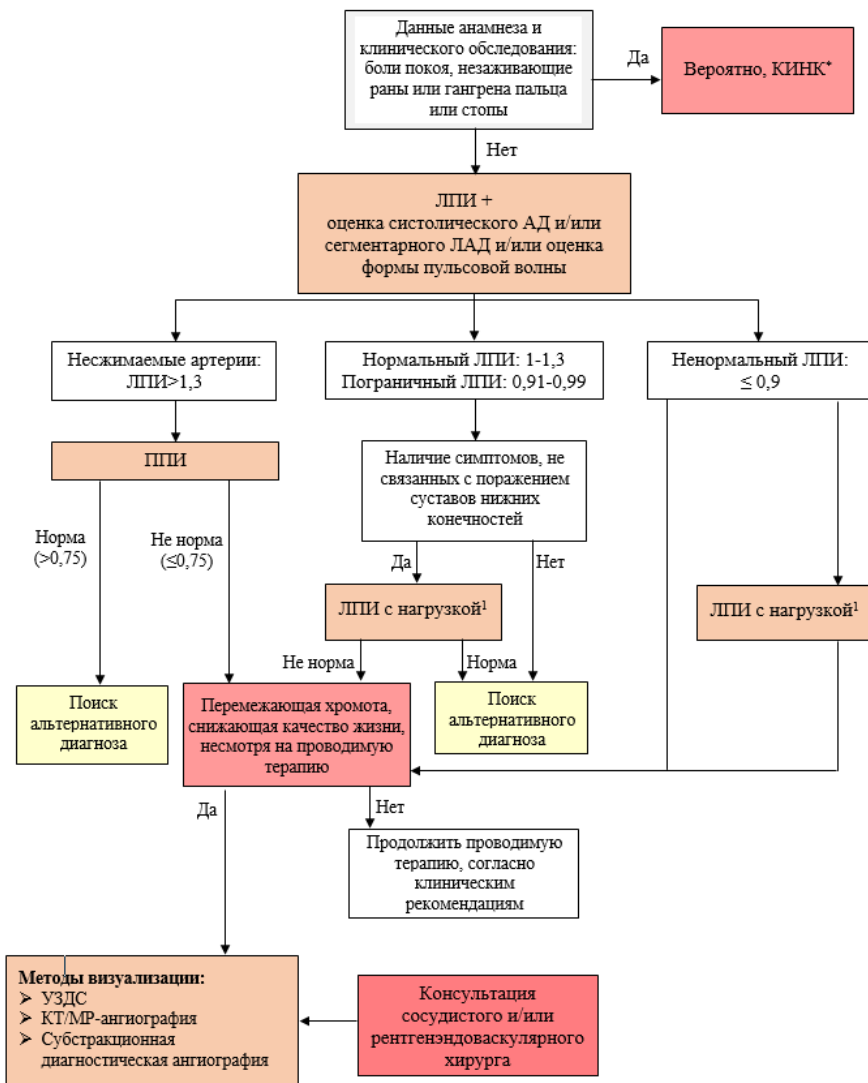 Данные анамнеза и
клинического обследования:
боли покоя, незаживающие
раны или гангрена пальца
или стопы
Да
Вероятно, КИНК*
Нет
ЛПИ +
оценка систолического АД и/или
сегментарного ЛАД и/или оценка
формы пульсовой волны
Несжимаемые артерии:
ЛПИ>1,3
Нормальный ЛПИ: 1-1,3
Пограничный ЛПИ: 0,91-0,99
Ненормальный ЛПИ:
≤ 0,9
ППИ
Наличие симптомов, не
связанных с поражением
суставов нижних
конечностей
Норма
(>0,75)
Не норма
(≤0,75)
Да
Нет
ЛПИ с нагрузкой¹
ЛПИ с нагрузкой¹
Не норма
Норма
Поиск
альтернативного
диагноза
Перемежающая хромота,
снижающая качество жизни,
несмотря на проводимую
терапию
Поиск
альтернативного
диагноза
Да
Нет
Продолжить проводимую
терапию, согласно
клиническим
рекомендациям
Методы визуализации:
➢ УЗДС
➢ КТ/МР-ангиография
➢ Субстракционная
диагностическая ангиография
Консультация
сосудистого и/или
рентгенэндоваскулярного
хирурга